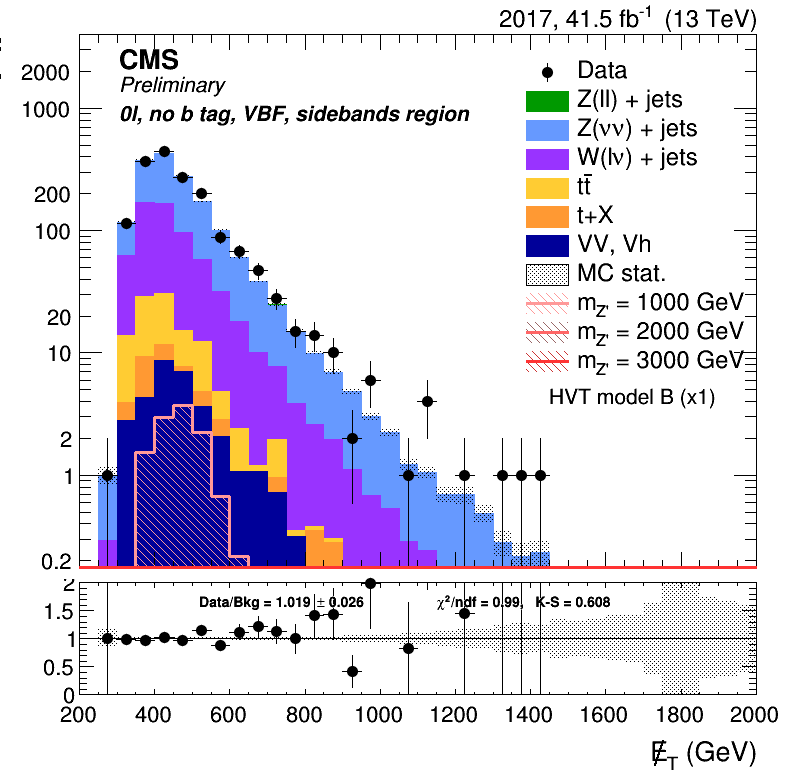 2017, 41.5 fb⁻¹ (13 TeV)
CMS
Preliminary
0l, no b tag, VBF, sidebands region
Data
Z(ll) + jets
Z(νν) + jets
W(lν) + jets
tt̄
t+X
VV, Vh
MC stat.
m_Z' = 1000 GeV
m_Z' = 2000 GeV
m_Z' = 3000 GeV
HVT model B (x1)
2000
1000
200
100
20
10
2
1
0.2
Data/Bkg = 1.019 ± 0.026
χ²/ndf = 0.99, K-S = 0.608
2
1.5
1
0.5
0
200 400 600 800 1000 1200 1400 1600 1800 2000
E̸_T (GeV)